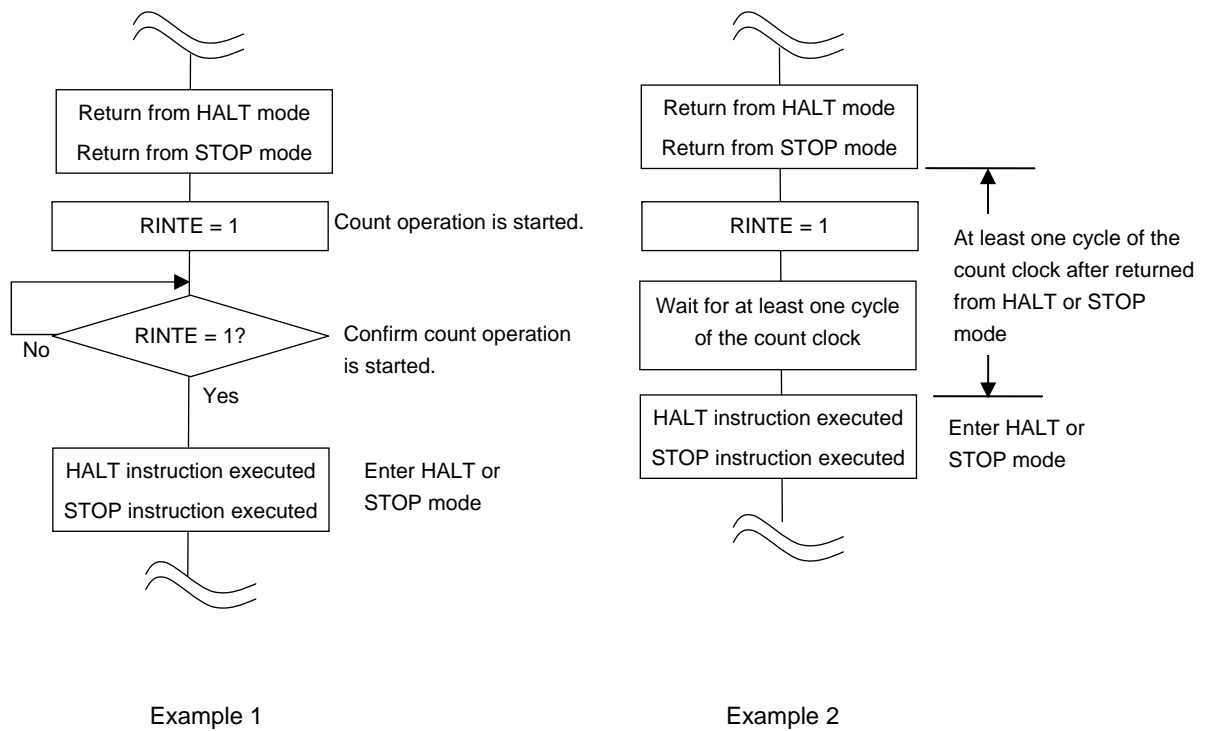 Return from HALT mode
Return from STOP mode
RINTE = 1
Count operation is started.
RINTE = 1?
No
Yes
Confirm count operation
is started.
HALT instruction executed
STOP instruction executed
Enter HALT or
STOP mode
Example 1
Return from HALT mode
Return from STOP mode
RINTE = 1
Wait for at least one cycle
of the count clock
At least one cycle of the
count clock after returned
from HALT or STOP
mode
HALT instruction executed
STOP instruction executed
Enter HALT or
STOP mode
Example 2